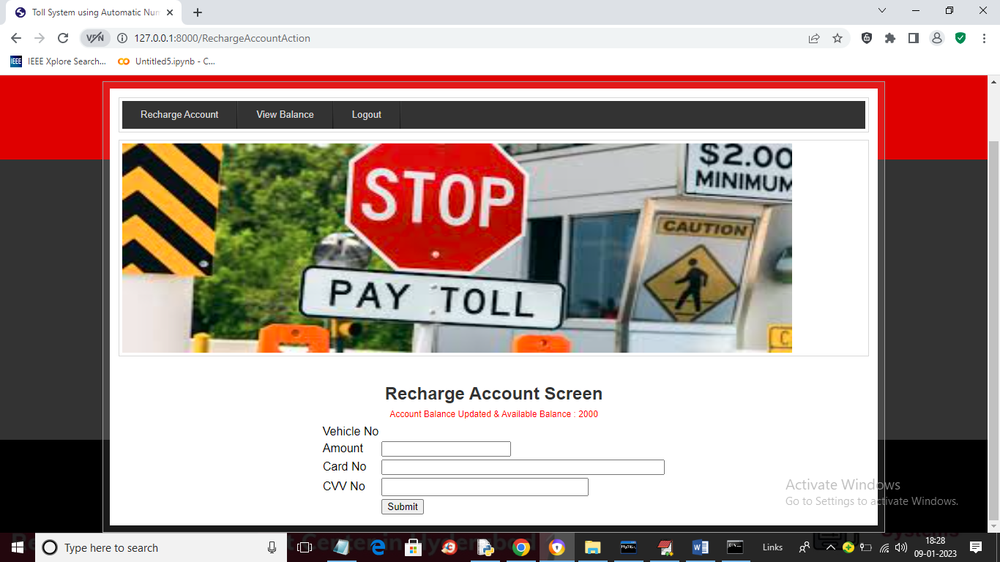 Toll System using Automatic Num
127.0.0.1:8000/RechargeAccountAction
IEEE Xplore Search...
Untitled5.ipynb - C...
Recharge Account
View Balance
Logout
STOP
PAY TOLL
$2.00
MINIMUM
CAUTION
C
Recharge Account Screen
Account Balance Updated & Available Balance : 2000
Vehicle No
Amount
Card No
CVV No
Submit
Activate Windows
Go to Settings to activate Windows.
Type here to search
Links
18:28
09-01-2023